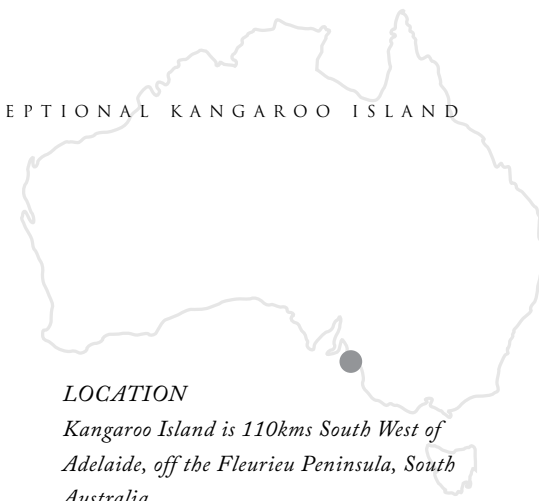 EPTIONAL KANGAROO ISLAND
LOCATION
Kangaroo Island is 110kms South West of
Adelaide, off the Fleurieu Peninsula, South
Australia